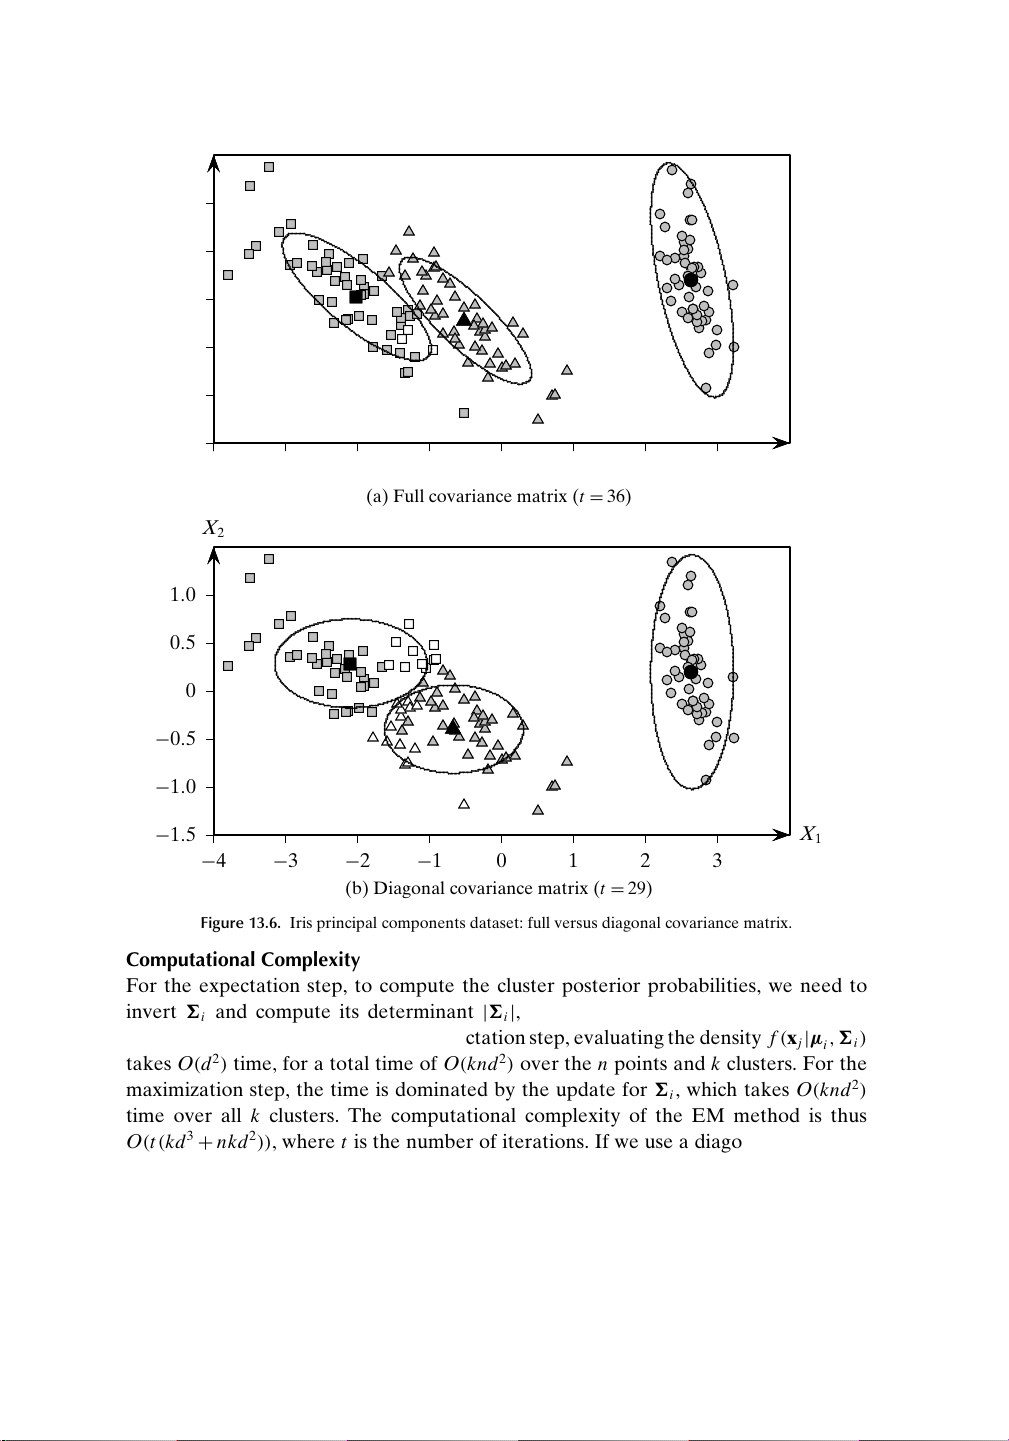 (a) Full covariance matrix (t = 36)
X2
1.0
0.5
0
−0.5
−1.0
−1.5
X1
−4 −3 −2 −1 0 1 2 3
(b) Diagonal covariance matrix (t = 29)
Figure 13.6. Iris principal components dataset: full versus diagonal covariance matrix.
Computational Complexity
For the expectation step, to compute the cluster posterior probabilities, we need to
invert Σi and compute its determinant |Σi|,
ctation step, evaluating the density f(xj|μi, Σi)
takes O(d²) time, for a total time of O(knd²) over the n points and k clusters. For the
maximization step, the time is dominated by the update for Σi, which takes O(knd²)
time over all k clusters. The computational complexity of the EM method is thus
O(t(kd³ + nkd²)), where t is the number of iterations. If we use a diago